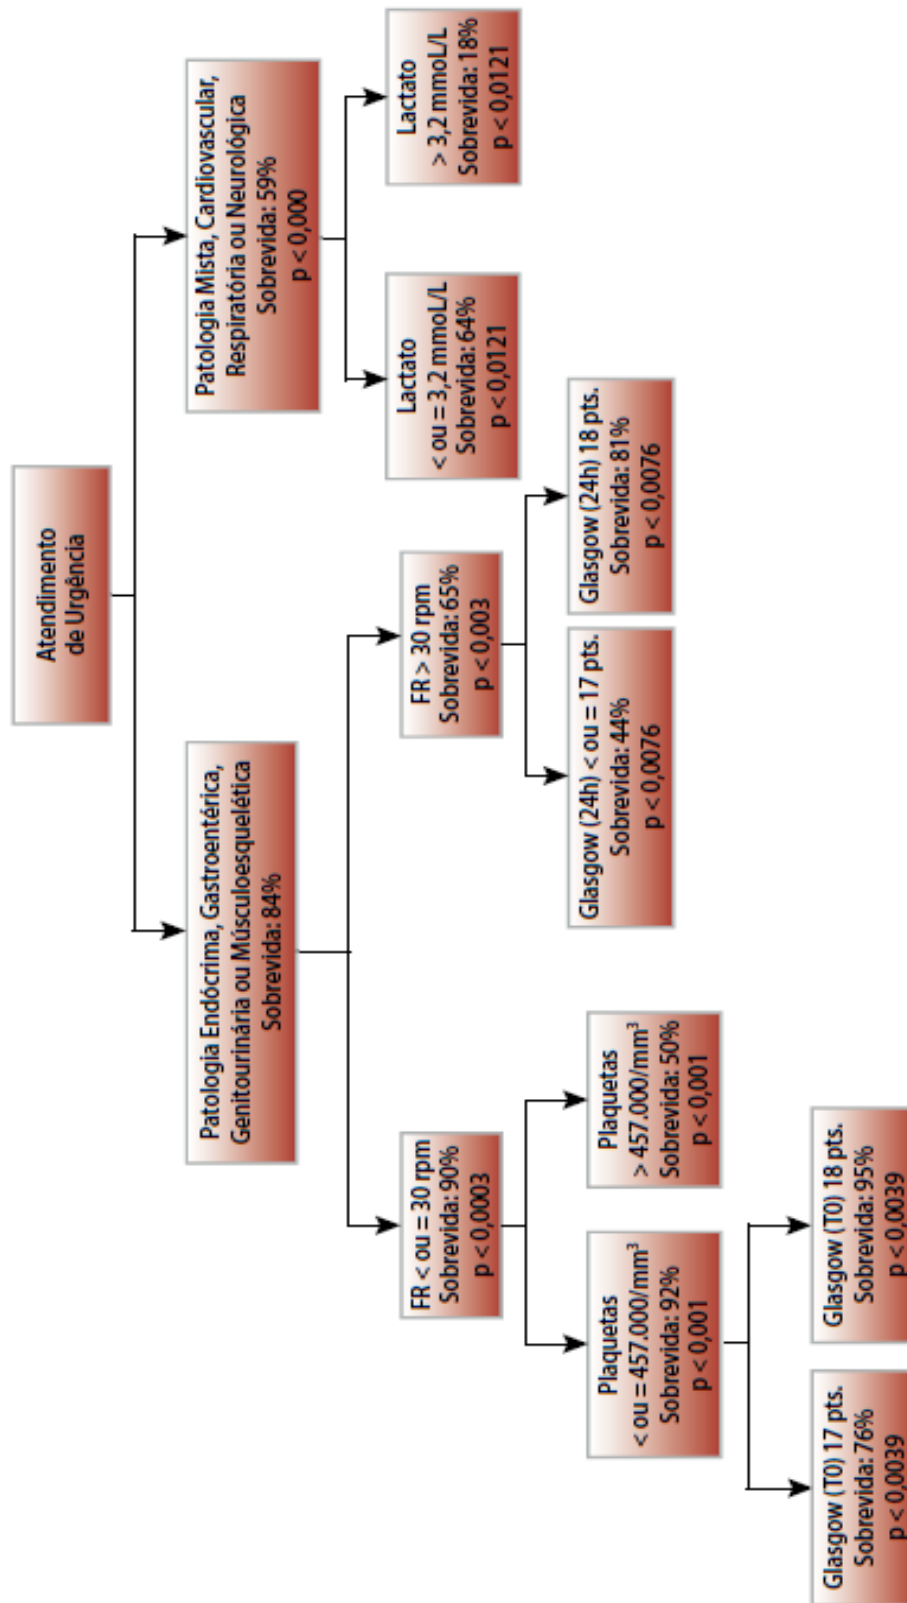 Atendimento
de Urgência
Patologia Endócrima, Gastroentérica,
Genitourinária ou Músculoesquelética
Sobrevida: 84%
Patologia Mista, Cardiovascular,
Respiratória ou Neurológica
Sobrevida: 59%
p < 0,000
FR < ou = 30 rpm
Sobrevida: 90%
p < 0,0003
FR > 30 rpm
Sobrevida: 65%
p < 0,003
Lactato
< ou = 3,2 mmoL/L
Sobrevida: 64%
p < 0,0121
Lactato
> 3,2 mmoL/L
Sobrevida: 18%
p < 0,0121
Plaquetas
< ou = 457.000/mm³
Sobrevida: 92%
p < 0,001
Plaquetas
> 457.000/mm³
Sobrevida: 50%
p < 0,001
Glasgow (24h) < ou = 17 pts.
Sobrevida: 44%
p < 0,0076
Glasgow (24h) 18 pts.
Sobrevida: 81%
p < 0,0076
Glasgow (T0) 17 pts.
Sobrevida: 76%
p < 0,0039
Glasgow (T0) 18 pts.
Sobrevida: 95%
p < 0,0039